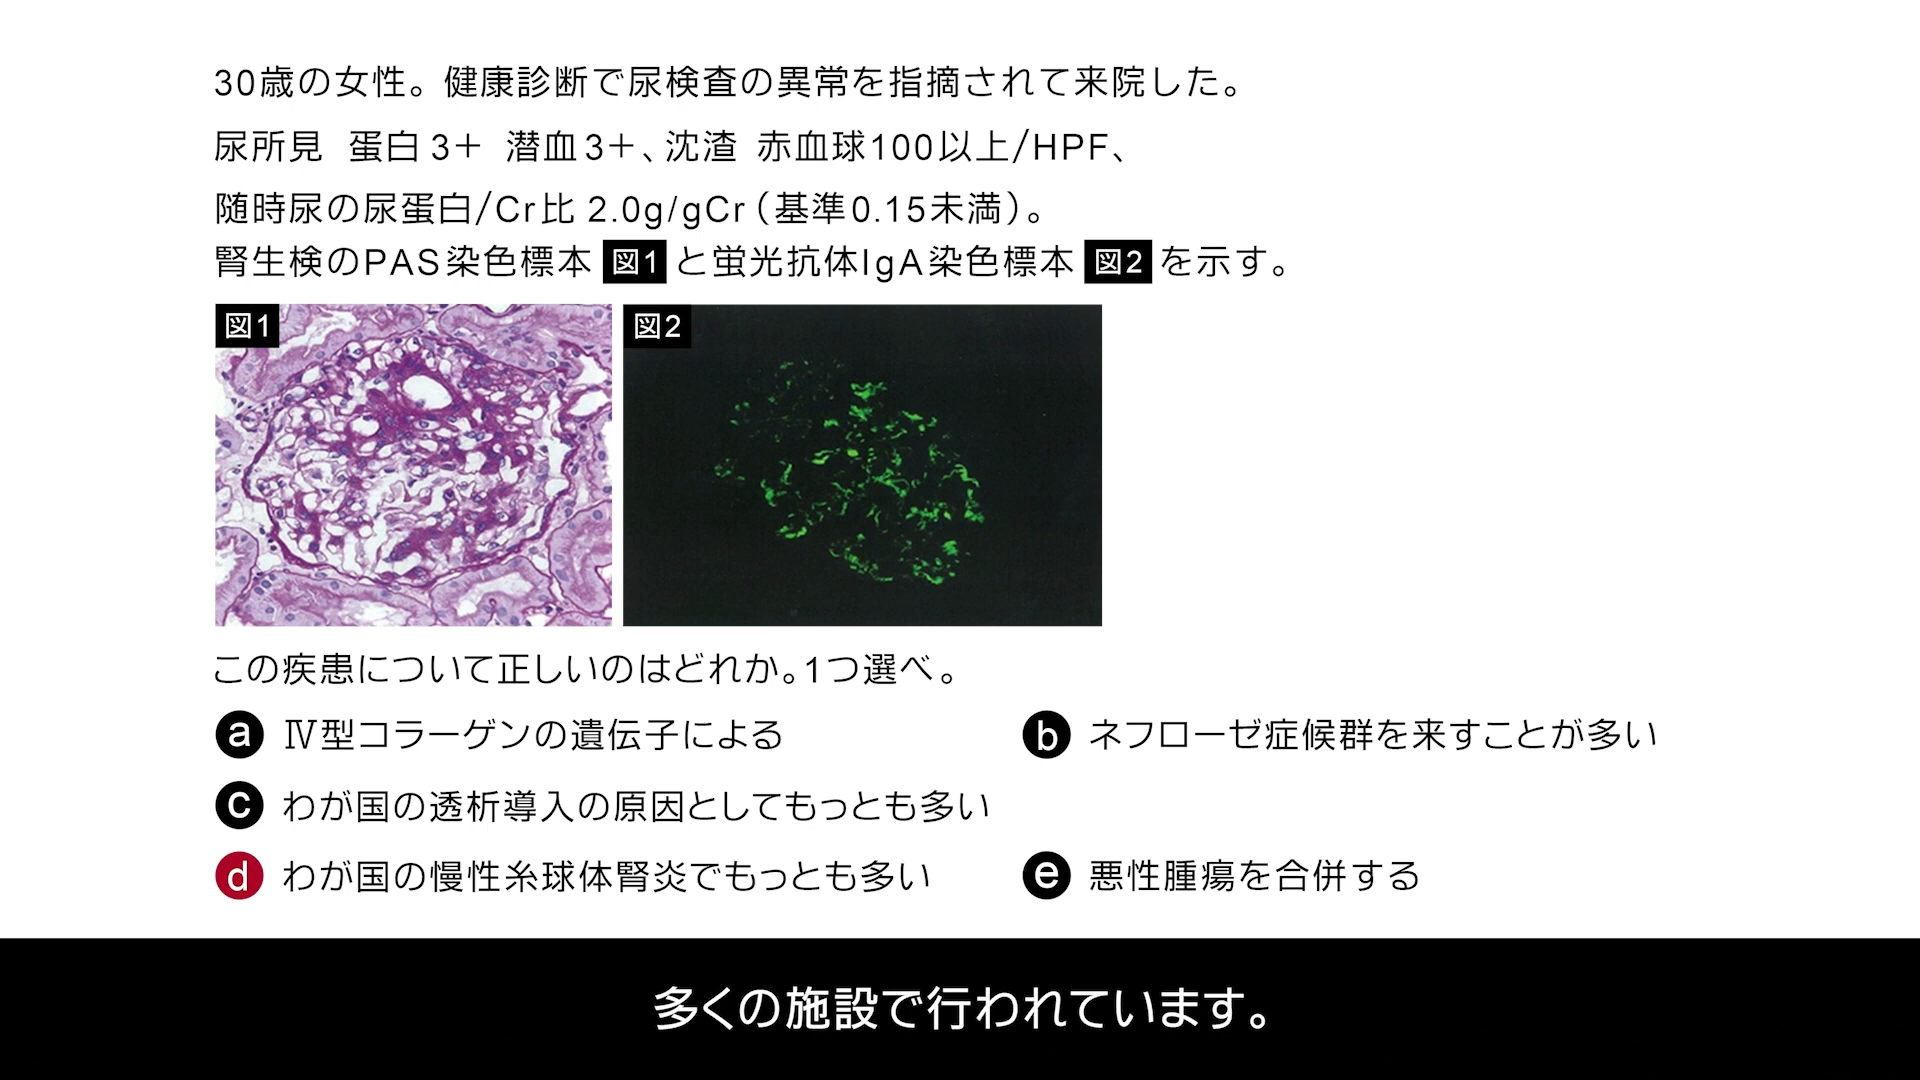 30歳の女性。健康診断で尿検査の異常を指摘されて来院した。
尿所見 蛋白3＋ 潜血3＋、沈渣 赤血球100以上/HPF、
随時尿の尿蛋白/Cr比 2.0g/gCr（基準0.15未満）。
腎生検のPAS染色標本 図1 と蛍光抗体IgA染色標本 図2 を示す。
図1 図2
この疾患について正しいのはどれか。1つ選べ。
a Ⅳ型コラーゲンの遺伝子による b ネフローゼ症候群を来すことが多い
c わが国の透析導入の原因としてもっとも多い
d わが国の慢性糸球体腎炎でもっとも多い e 悪性腫瘍を合併する
多くの施設で行われています。